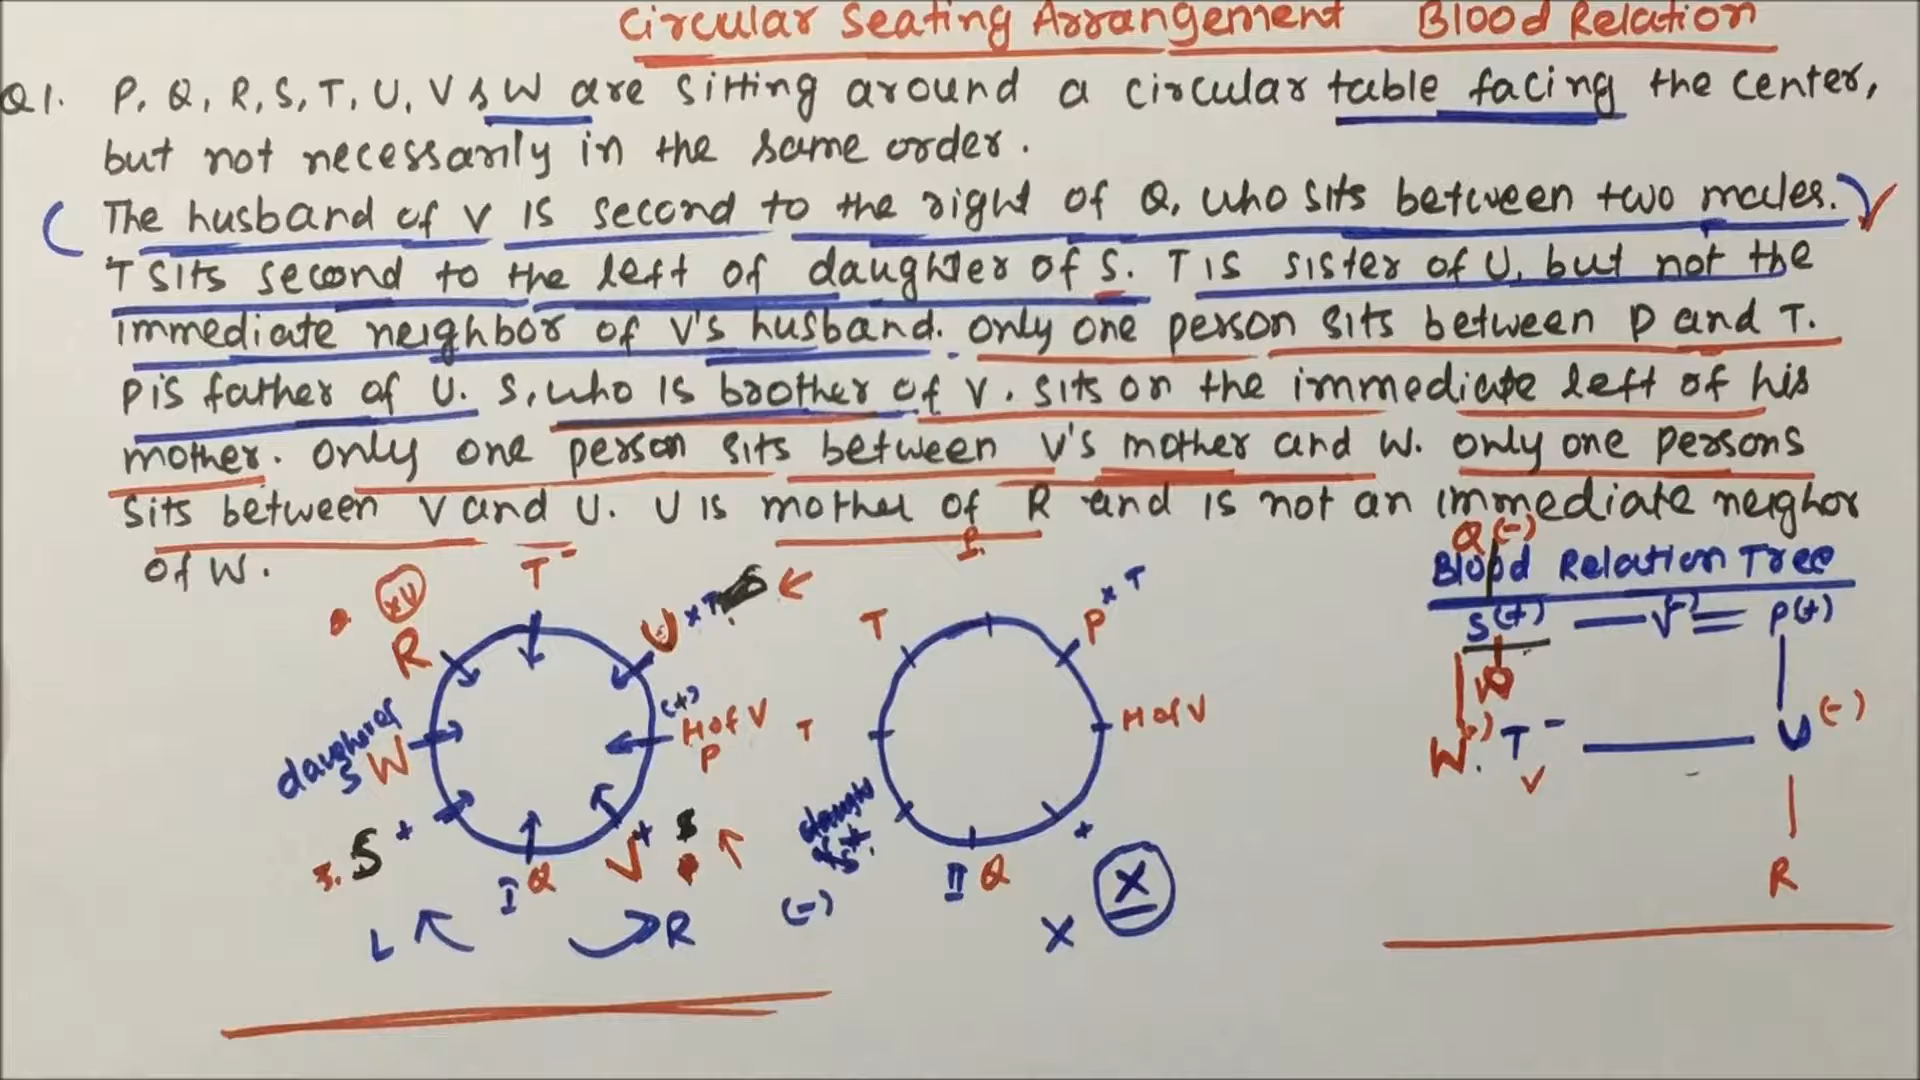 Circular Seating Arrangement Blood Relation
Q1. P, Q, R, S, T, U, V & W are sitting around a circular table facing the center,
but not necessarily in the same order.
The husband of V is second to the right of Q, who sits between two males.
T sits second to the left of daughter of S. T is sister of U, but not the
immediate neighbor of V's husband. Only one person sits between P and T.
P is father of U. S, who is brother of V. sits on the immediate left of his
mother. Only one person sits between V's mother and W. Only one persons
sits between V and U. U is mother of R and is not an immediate neighor
of W.
T -
R
U × T
H of V
P
(+)
V +
S
I Q
3. S +
daughter of S W
L R
T
P × T
H of V
T
+
II Q
(-)
X X
Q (-)
Blood Relation Tree
S (+) V (-) P (+)
W T - U (-)
V
R